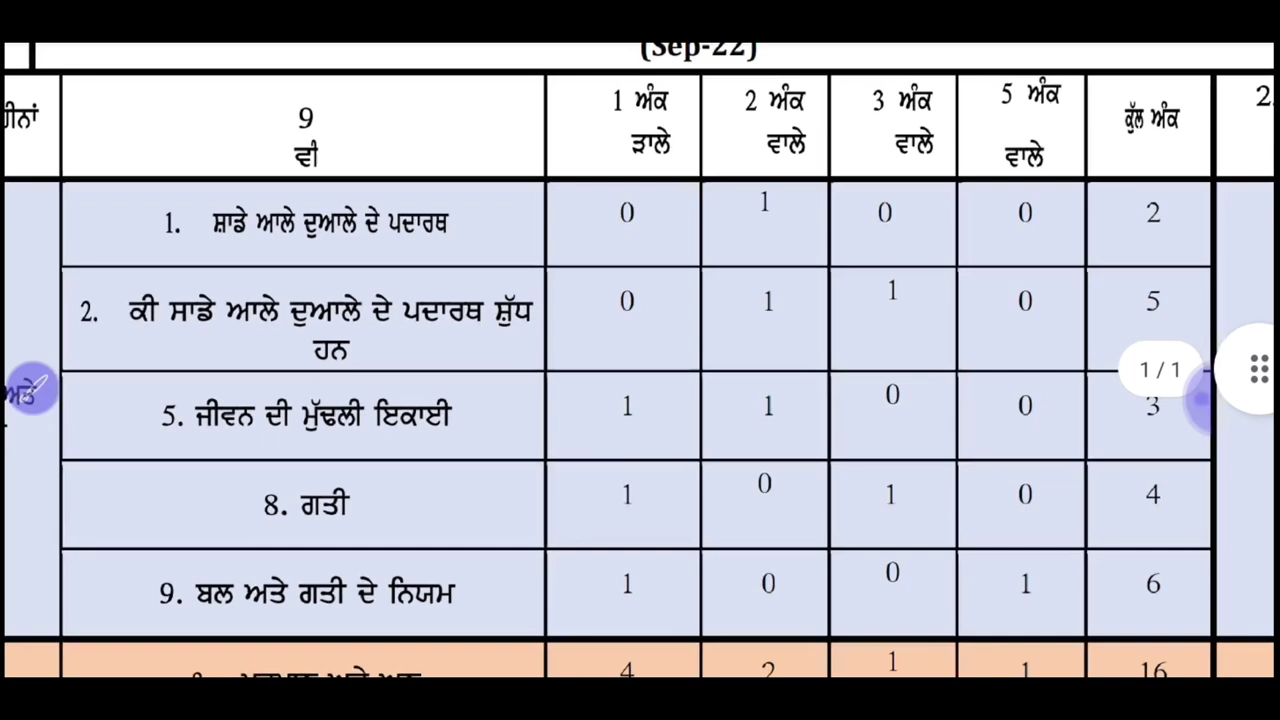 (Sep-22)
9 1 ਅੰਕ 2 ਅੰਕ 3 ਅੰਕ 5 ਅੰਕ ਕੁੱਲ ਅੰਕ 2
ਵੀਂ ੜਾਲੇ ਵਾਲੇ ਵਾਲੇ ਵਾਲੇ
1. ਸ਼ਾਡੇ ਆਲੇ ਦੁਆਲੇ ਦੇ ਪਦਾਰਥ 0 1 0 0 2
2. ਕੀ ਸਾਡੇ ਆਲੇ ਦੁਆਲੇ ਦੇ ਪਦਾਰਥ ਸ਼ੁੱਧ 0 1 1 0 5
ਹਨ
1 / 1
ਅਤੇ
5. ਜੀਵਨ ਦੀ ਮੁੱਢਲੀ ਇਕਾਈ 1 1 0 0 3
8. ਗਤੀ 1 0 1 0 4
9. ਬਲ ਅਤੇ ਗਤੀ ਦੇ ਨਿਯਮ 1 0 0 1 6
4 2 1 1 16